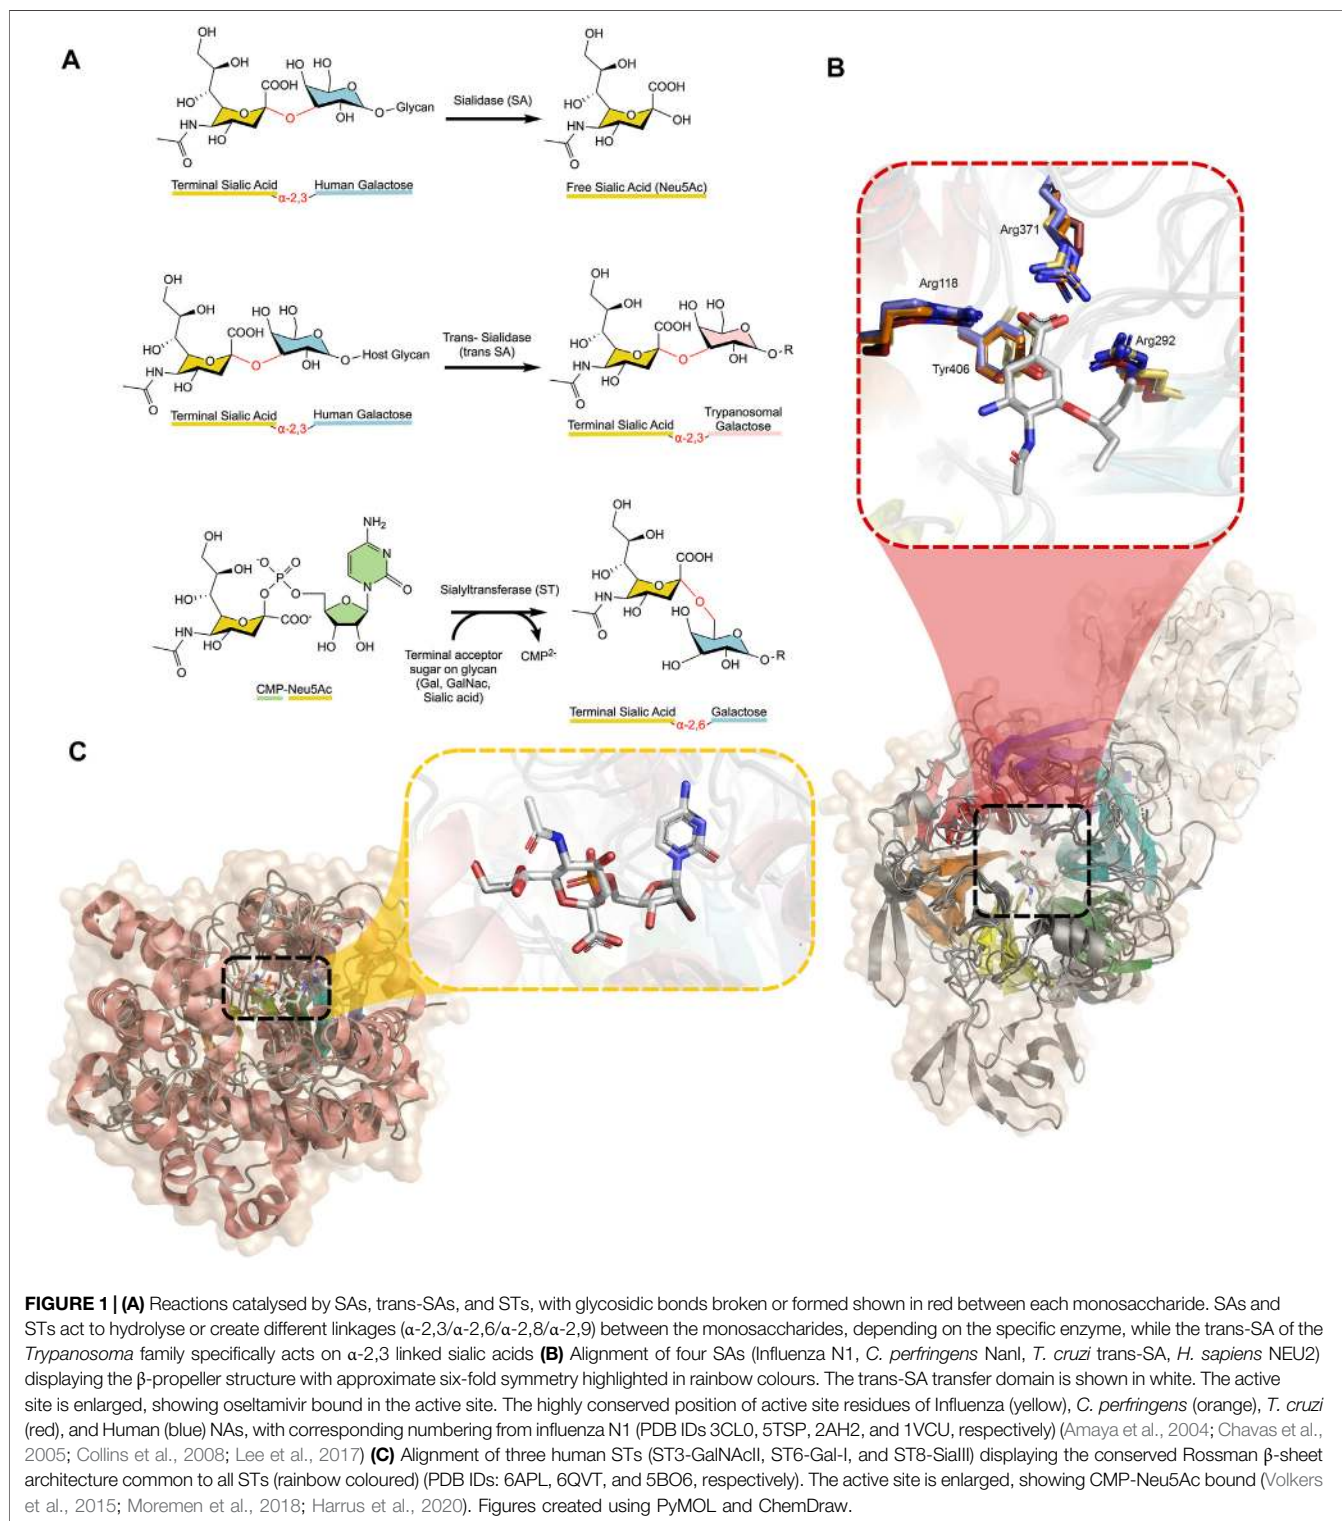 A
OH
OH
HO
COOH
HO
OH
O
O
HN
HO
O
O
OH
O
Glycan
Terminal Sialic Acid
α-2,3
Human Galactose
Sialidase (SA)
OH
OH
HO
COOH
O
OH
HN
HO
O
Free Sialic Acid (Neu5Ac)
OH
OH
HO
COOH
HO
HO
O
O
HN
HO
O
O
OH
O
Host Glycan
Terminal Sialic Acid
α-2,3
Human Galactose
Trans- Sialidase
(trans SA)
OH
OH
HO
COOH
HO
HO
O
O
HN
HO
O
O
OH
O
R
Terminal Sialic Acid
α-2,3
Trypanosomal
Galactose
NH2
N
N
O
-O
O
P
O
O
O
OH
OH
HO
O
COO-
HN
HO
O
OH
OH
CMP-Neu5Ac
Sialyltransferase (ST)
Terminal acceptor
sugar on glycan
(Gal, GalNac,
Sialic acid)
CMP2-
OH
OH
HO
COOH
O
O
HN
HO
O
HO
O
HO
OH
O
R
Terminal Sialic Acid
α-2,6
Galactose
B
Arg371
Arg118
Arg292
Tyr406
C
FIGURE 1 | (A) Reactions catalysed by SAs, trans-SAs, and STs, with glycosidic bonds broken or formed shown in red between each monosaccharide. SAs and
STs act to hydrolyse or create different linkages (α-2,3/α-2,6/α-2,8/α-2,9) between the monosaccharides, depending on the specific enzyme, while the trans-SA of the
Trypanosoma family specifically acts on α-2,3 linked sialic acids (B) Alignment of four SAs (Influenza N1, C. perfringens NanI, T. cruzi trans-SA, H. sapiens NEU2)
displaying the β-propeller structure with approximate six-fold symmetry highlighted in rainbow colours. The trans-SA transfer domain is shown in white. The active
site is enlarged, showing oseltamivir bound in the active site. The highly conserved position of active site residues of Influenza (yellow), C. perfringens (orange), T. cruzi
(red), and Human (blue) NAs, with corresponding numbering from influenza N1 (PDB IDs 3CL0, 5TSP, 2AH2, and 1VCU, respectively) (Amaya et al., 2004; Chavas et al.,
2005; Collins et al., 2008; Lee et al., 2017) (C) Alignment of three human STs (ST3-GalNAcII, ST6-Gal-I, and ST8-SiaIII) displaying the conserved Rossman β-sheet
architecture common to all STs (rainbow coloured) (PDB IDs: 6APL, 6QVT, and 5BO6, respectively). The active site is enlarged, showing CMP-Neu5Ac bound (Volkers
et al., 2015; Moremen et al., 2018; Harrus et al., 2020). Figures created using PyMOL and ChemDraw.